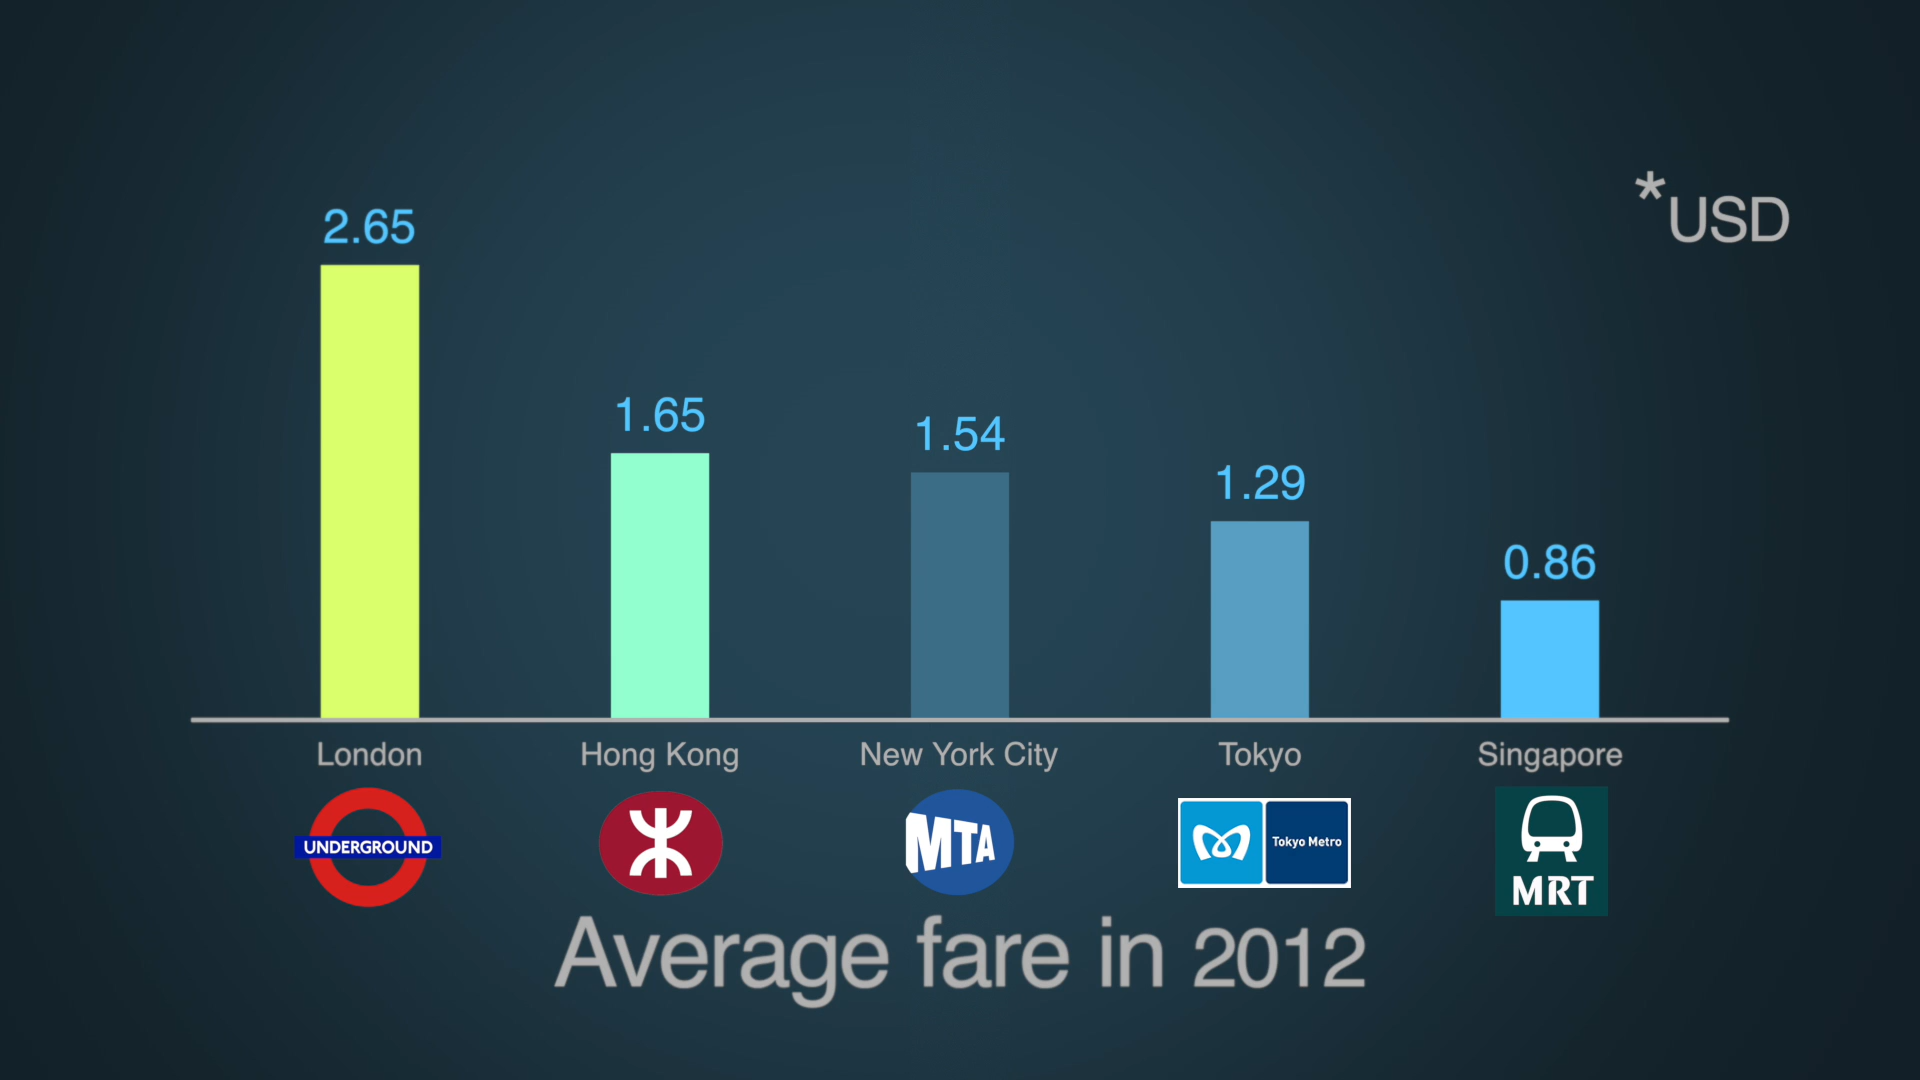 *USD
2.65
1.65
1.54
1.29
0.86
London
Hong Kong
New York City
Tokyo
Singapore
UNDERGROUND
MTA
Tokyo Metro
MRT
Average fare in 2012